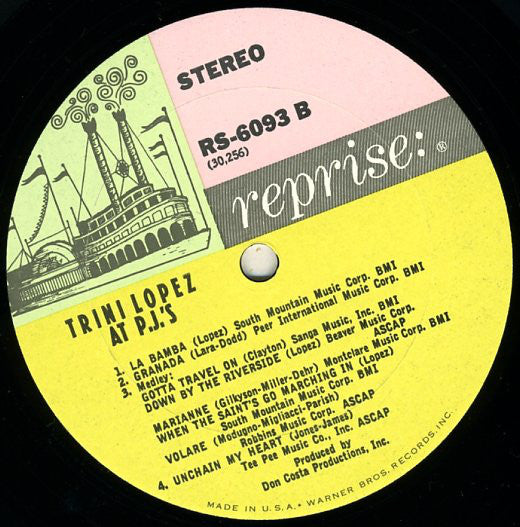 STEREO
RS-6093 B
(30,256)
reprise: ®
TRINI LOPEZ
AT P.J.'S
1. LA BAMBA (Lopez) South Mountain Music Corp. BMI
2. GRANADA (Lara-Dodd) Peer International Music Corp. BMI
3. Medley:
GOTTA TRAVEL ON (Clayton) Sanga Music, Inc. BMI
DOWN BY THE RIVERSIDE (Lopez) Beaver Music Corp.
ASCAP
MARIANNE (Gilkyson-Miller-Dehr) Montclare Music Corp. BMI
WHEN THE SAINT'S GO MARCHING IN (Lopez)
South Mountain Music Corp. BMI
VOLARE (Modugno-Migliacci-Parish)
Robbins Music Corp. ASCAP
4. UNCHAIN MY HEART (Jones-James)
Tee Pee Music Co., Inc ASCAP
Produced by
Don Costa Productions, Inc.
MADE IN U.S.A. • WARNER BROS. RECORDS, INC.